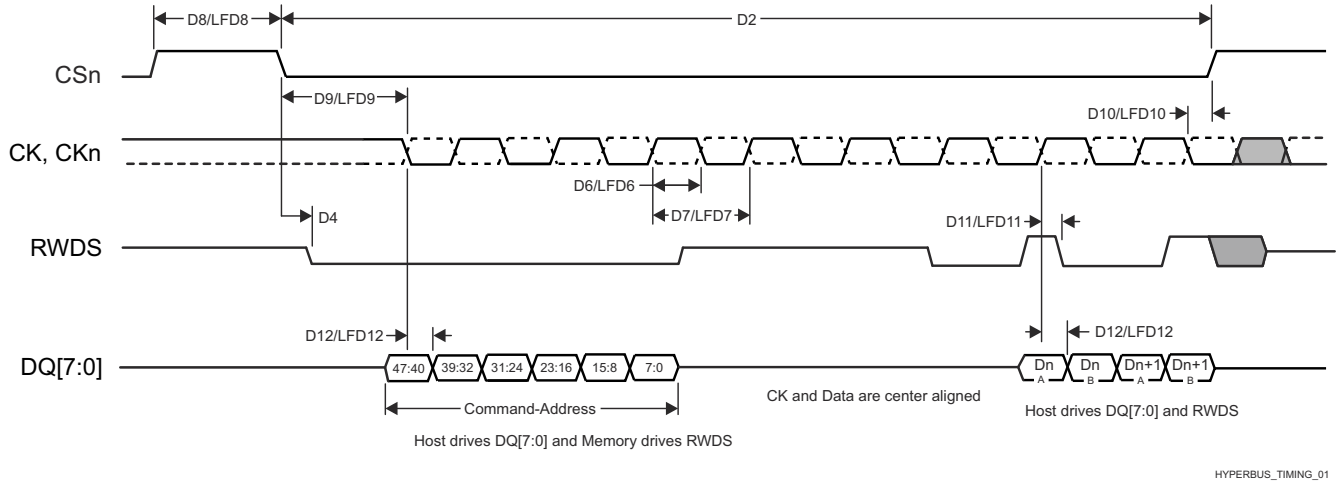 D8/LFD8
D2
CSn
D9/LFD9
D10/LFD10
CK, CKn
D6/LFD6
D7/LFD7
D4
D11/LFD11
RWDS
D12/LFD12
D12/LFD12
DQ[7:0]
47:40 39:32 31:24 23:16 15:8 7:0
Dn Dn Dn+1 Dn+1
A B A B
CK and Data are center aligned
Command-Address
Host drives DQ[7:0] and RWDS
Host drives DQ[7:0] and Memory drives RWDS
HYPERBUS_TIMING_01